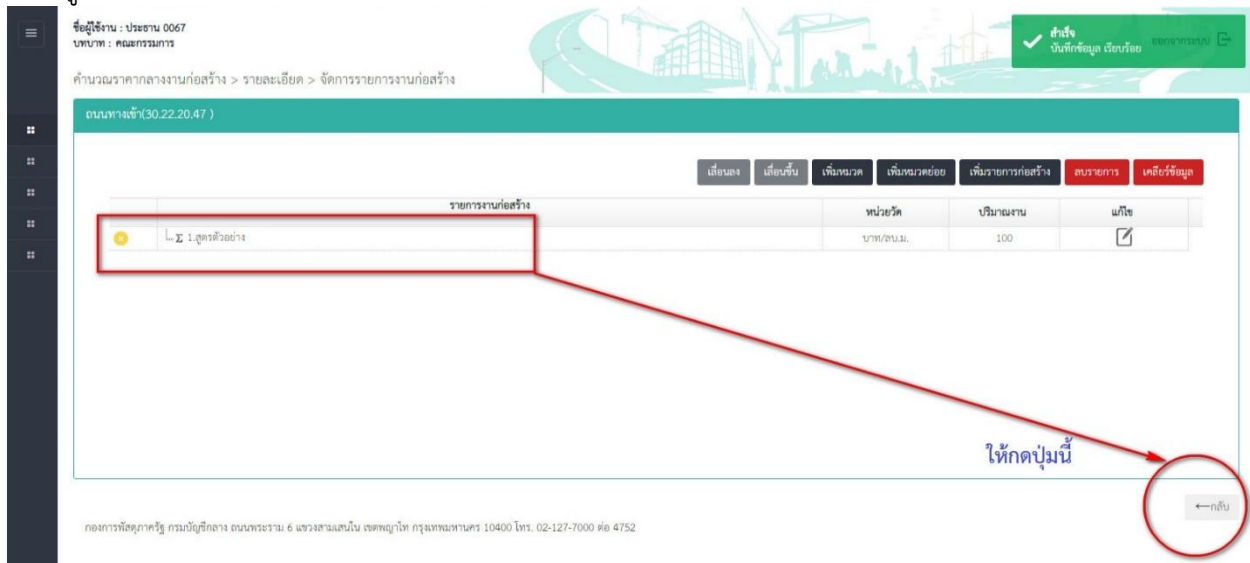 ชื่อผู้ใช้งาน : ประธาน 0067
บทบาท : คณะกรรมการ
สำเร็จ
บันทึกข้อมูล เรียบร้อย
ออกจากระบบ
คำนวณราคากลางงานก่อสร้าง > รายละเอียด > จัดการรายการงานก่อสร้าง
ถนนทางเข้า(30.22.20.47 )
เลื่อนลง เลื่อนขึ้น เพิ่มหมวด เพิ่มหมวดย่อย เพิ่มรายการก่อสร้าง ลบรายการ เคลียร์ข้อมูล
รายการงานก่อสร้าง หน่วยวัด ปริมาณงาน แก้ไข
Σ 1.สูตรตัวอย่าง บาท/ลบ.ม. 100
ให้กดปุ่มนี้
←กลับ
กองการพัสดุภาครัฐ กรมบัญชีกลาง ถนนพระราม 6 แขวงสามเสนใน เขตพญาไท กรุงเทพมหานคร 10400 โทร. 02-127-7000 ต่อ 4752